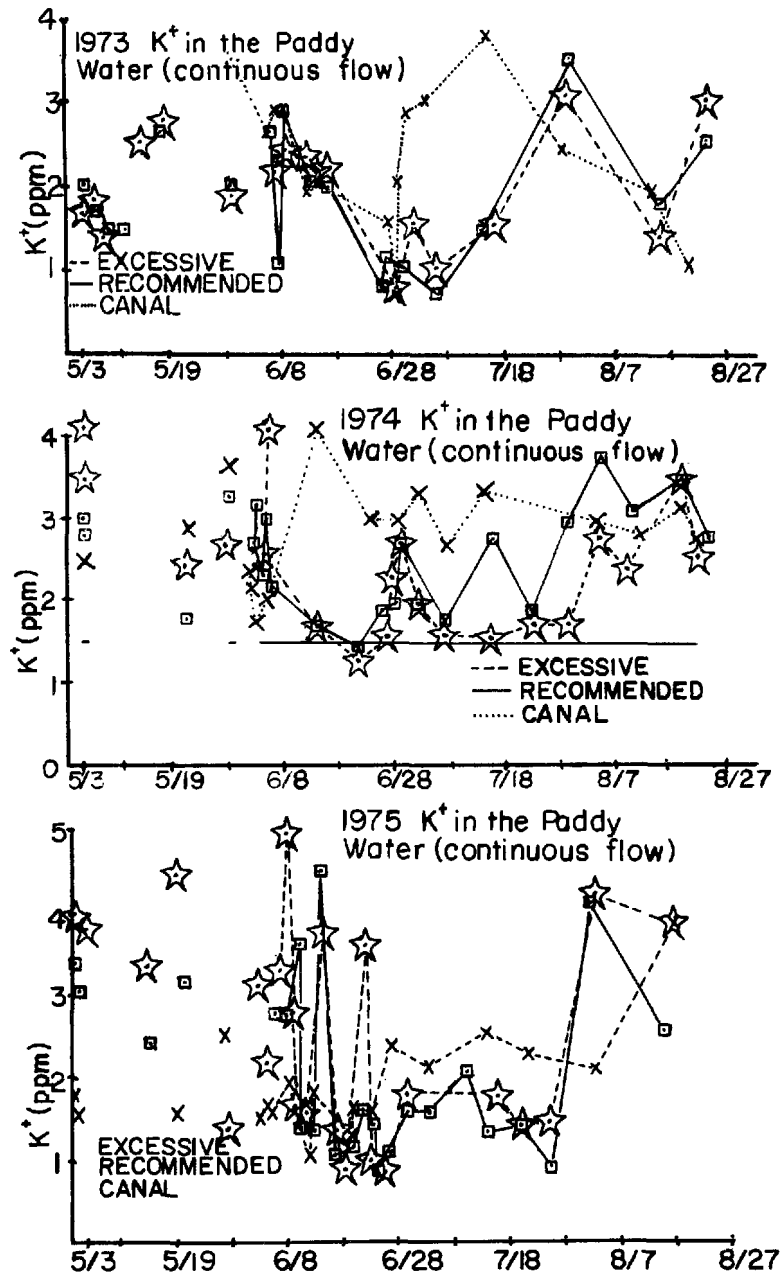 1973 K+ in the Paddy
Water (continuous flow)
4
3
2
1
K+ (ppm)
EXCESSIVE
RECOMMENDED
CANAL
5/3 5/19 6/8 6/28 7/18 8/7 8/27
1974 K+ in the Paddy
Water (continuous flow)
4
3
2
1
0
K+ (ppm)
EXCESSIVE
RECOMMENDED
CANAL
5/3 5/19 6/8 6/28 7/18 8/7 8/27
1975 K+ in the Paddy
Water (continuous flow)
5
4
3
2
1
K+ (ppm)
EXCESSIVE
RECOMMENDED
CANAL
5/3 5/19 6/8 6/28 7/18 8/7 8/27